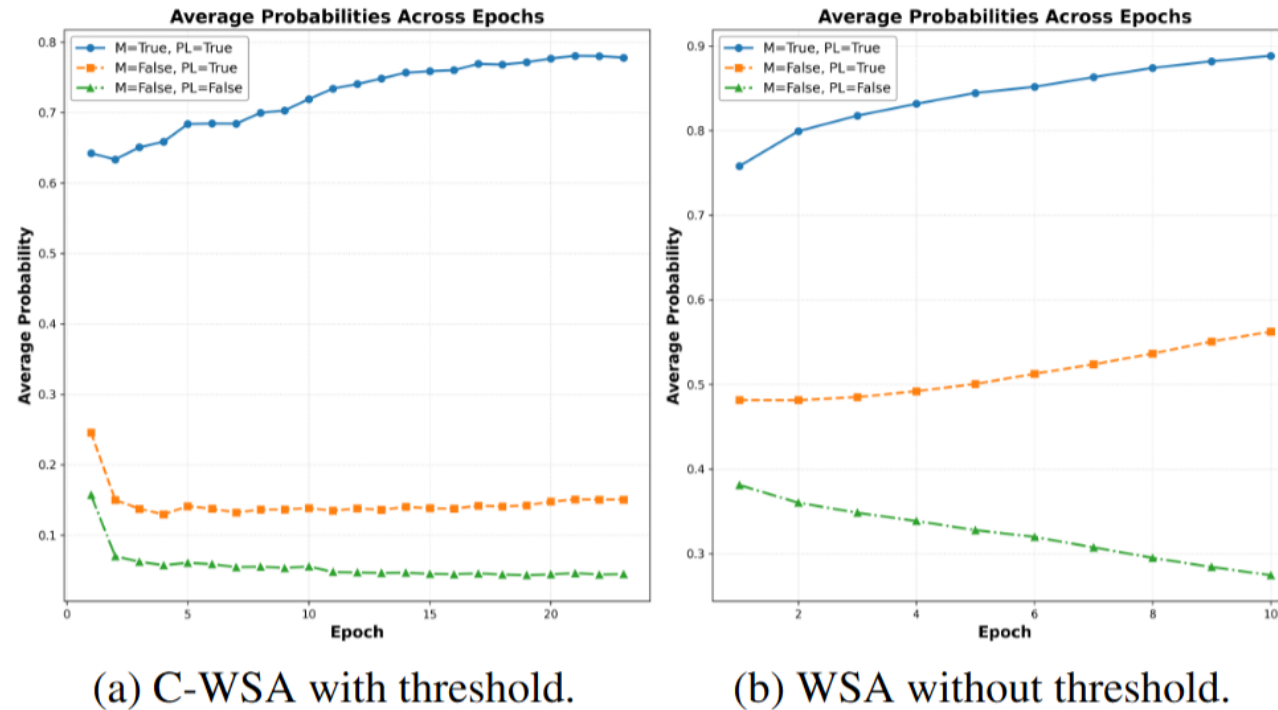 Average Probabilities Across Epochs
M=True, PL=True
M=False, PL=True
M=False, PL=False
0.8
0.7
0.6
0.5
0.4
0.3
0.2
0.1
Average Probability
0
5
10
15
20
Epoch
(a) C-WSA with threshold.
Average Probabilities Across Epochs
M=True, PL=True
M=False, PL=True
M=False, PL=False
0.9
0.8
0.7
0.6
0.5
0.4
0.3
Average Probability
2
4
6
8
10
Epoch
(b) WSA without threshold.